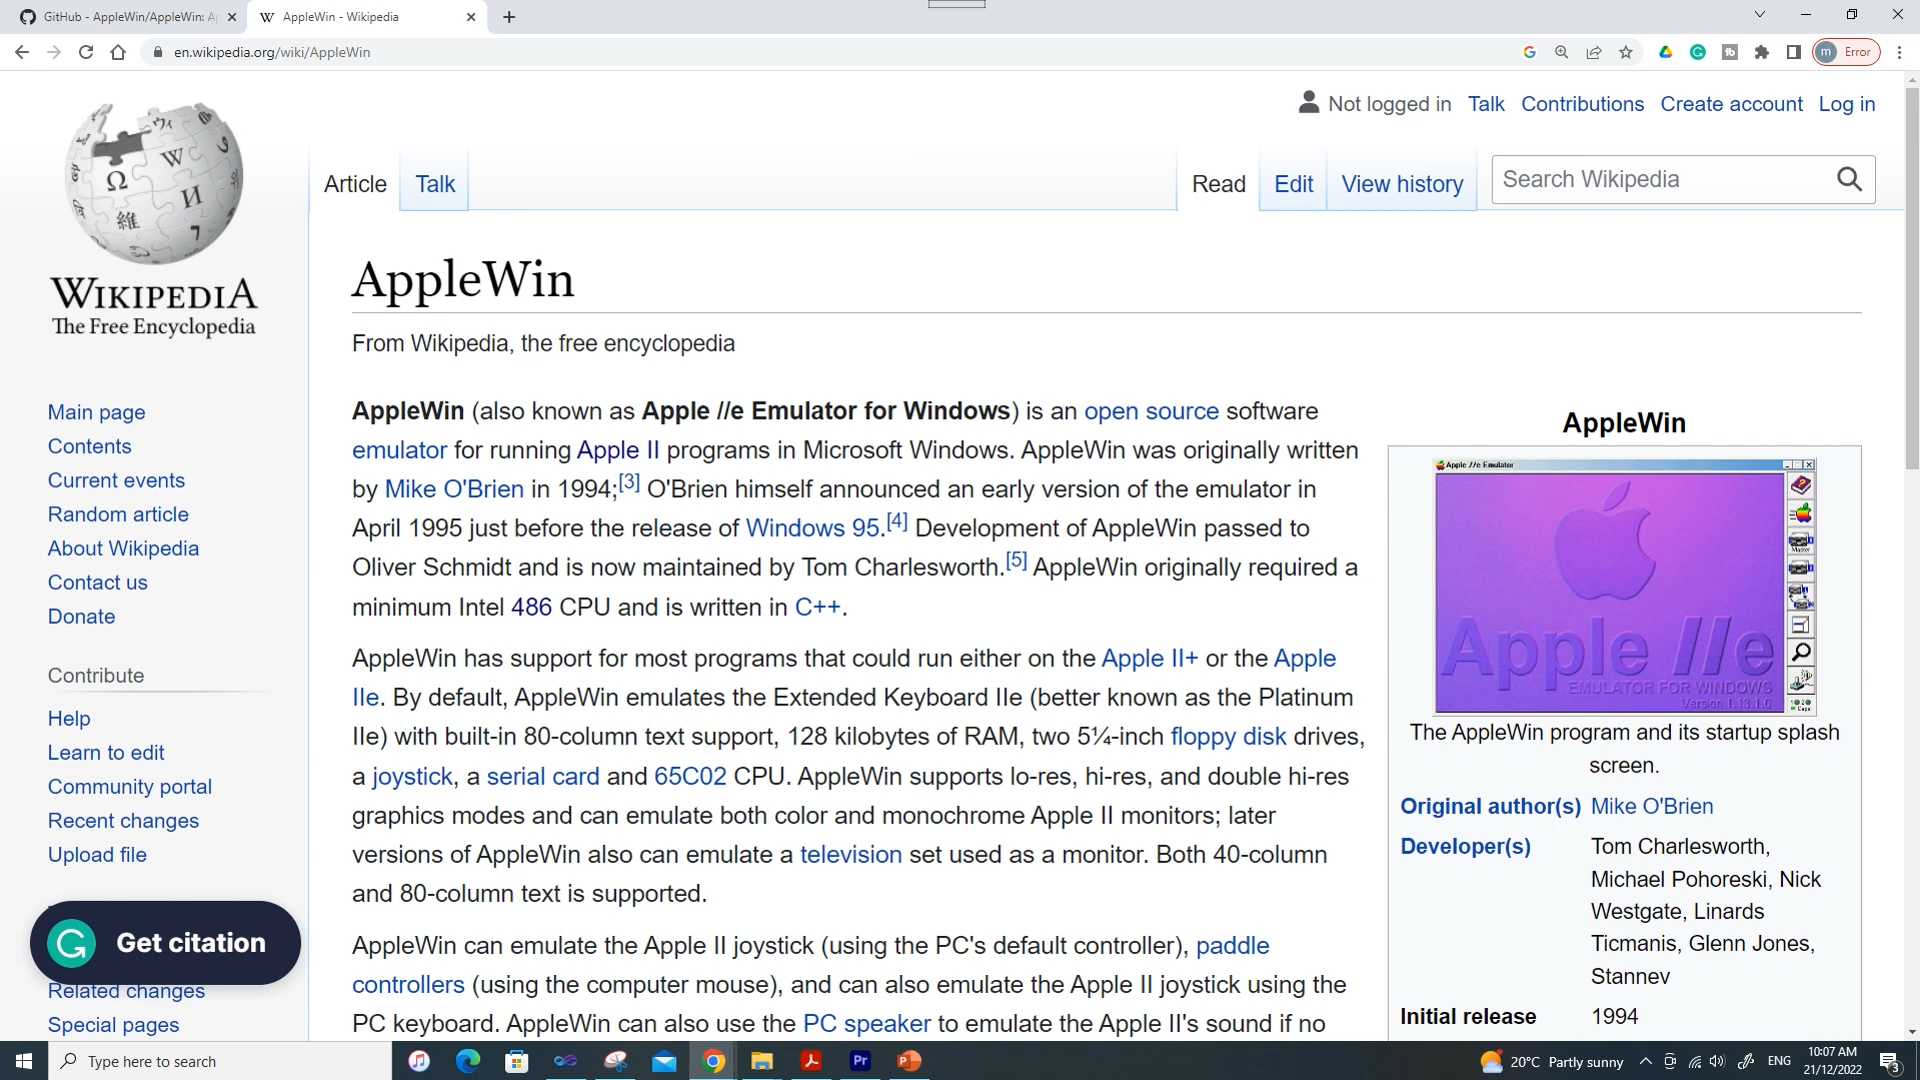 GitHub - AppleWin/AppleWin: A
AppleWin - Wikipedia
en.wikipedia.org/wiki/AppleWin
m Error
Not logged in Talk Contributions Create account Log in
Article Talk Read Edit View history Search Wikipedia
WIKIPEDIA
The Free Encyclopedia
Main page
Contents
Current events
Random article
About Wikipedia
Contact us
Donate
Contribute
Help
Learn to edit
Community portal
Recent changes
Upload file
Get citation
Related changes
Special pages
AppleWin
From Wikipedia, the free encyclopedia
AppleWin (also known as Apple //e Emulator for Windows) is an open source software
emulator for running Apple II programs in Microsoft Windows. AppleWin was originally written
by Mike O'Brien in 1994;[3] O'Brien himself announced an early version of the emulator in
April 1995 just before the release of Windows 95.[4] Development of AppleWin passed to
Oliver Schmidt and is now maintained by Tom Charlesworth.[5] AppleWin originally required a
minimum Intel 486 CPU and is written in C++.
AppleWin has support for most programs that could run either on the Apple II+ or the Apple
IIe. By default, AppleWin emulates the Extended Keyboard IIe (better known as the Platinum
IIe) with built-in 80-column text support, 128 kilobytes of RAM, two 5¼-inch floppy disk drives,
a joystick, a serial card and 65C02 CPU. AppleWin supports lo-res, hi-res, and double hi-res
graphics modes and can emulate both color and monochrome Apple II monitors; later
versions of AppleWin also can emulate a television set used as a monitor. Both 40-column
and 80-column text is supported.
AppleWin can emulate the Apple II joystick (using the PC's default controller), paddle
controllers (using the computer mouse), and can also emulate the Apple II joystick using the
PC keyboard. AppleWin can also use the PC speaker to emulate the Apple II's sound if no
AppleWin
Apple //e Emulator
Apple //e
EMULATOR FOR WINDOWS
Version 1.13.1.0
The AppleWin program and its startup splash
screen.
Original author(s) Mike O'Brien
Developer(s) Tom Charlesworth,
Michael Pohoreski, Nick
Westgate, Linards
Ticmanis, Glenn Jones,
Stannev
Initial release 1994
Type here to search
Pr
20°C Partly sunny
ENG
10:07 AM
21/12/2022
3